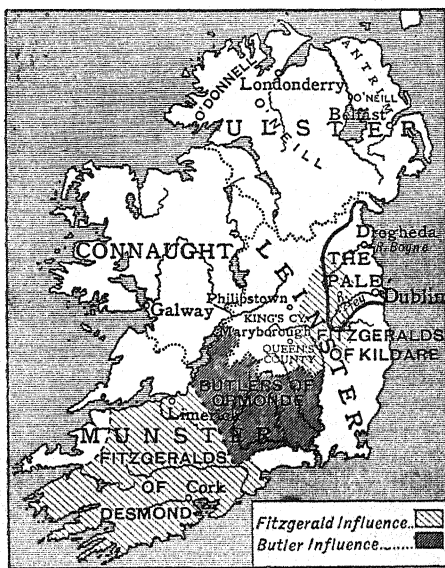 ANTRIM
O'DONNELL
Londonderry
O'NEILL
O'NEILL
Belfast
ULSTER
Drogheda
R. Boyne
CONNAUGHT
LEINSTER
THE
PALE
R. Liffey
Dublin
Galway
Philipstown
KING'S CY.
Maryborough
QUEEN'S
COUNTY
FITZGERALDS
OF KILDARE
BUTLERS OF
ORMONDE
Limerick
MUNSTER
FITZGERALDS
OF
DESMOND
Cork
Fitzgerald Influence..
Butler Influence........